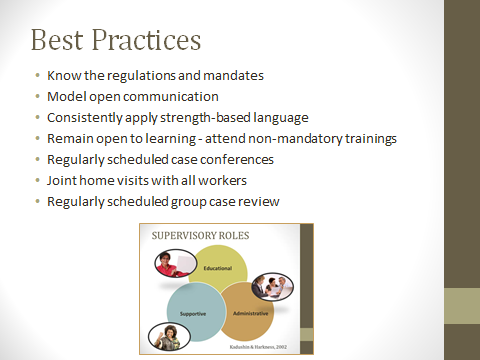 Best Practices
• Know the regulations and mandates
• Model open communication
• Consistently apply strength-based language
• Remain open to learning - attend non-mandatory trainings
• Regularly scheduled case conferences
• Joint home visits with all workers
• Regularly scheduled group case review
SUPERVISORY ROLES
Educational
Supportive
Administrative
Kadushin & Harkness, 2002